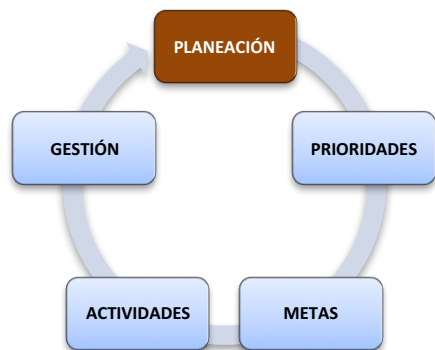 PLANEACIÓN
PRIORIDADES
METAS
ACTIVIDADES
GESTIÓN